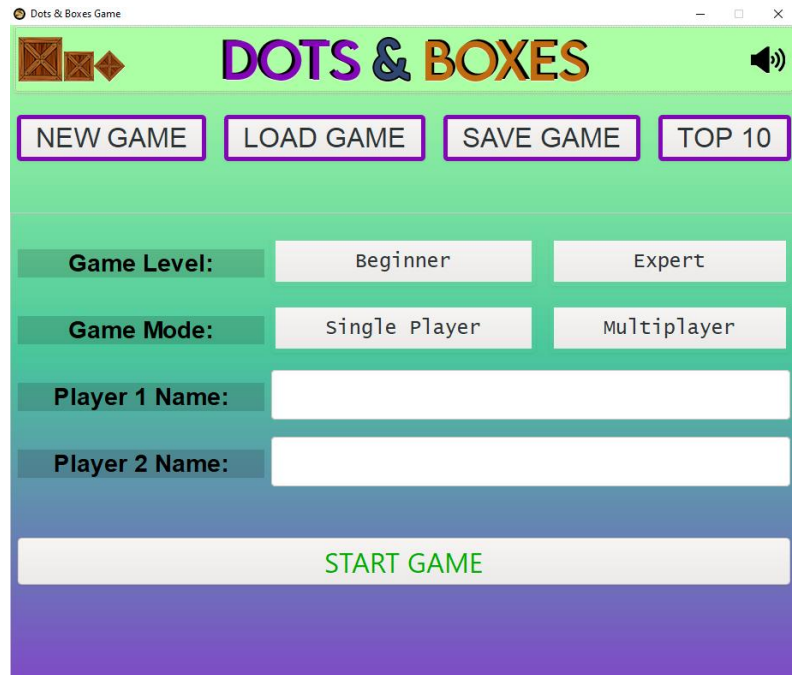 Dots & Boxes Game
DOTS & BOXES
NEW GAME LOAD GAME SAVE GAME TOP 10
Game Level: Beginner Expert
Game Mode: Single Player Multiplayer
Player 1 Name:
Player 2 Name:
START GAME